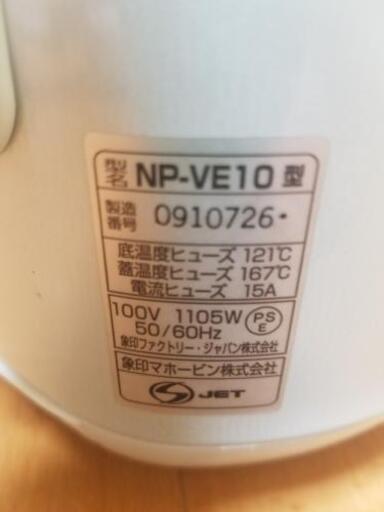 型名 NP-VE10 型
製造番号 0910726・
底温度ヒューズ 121℃
蓋温度ヒューズ 167℃
電流ヒューズ 15A
100V 1105W
50/60Hz
PSE
象印ファクトリー・ジャパン株式会社
象印マホービン株式会社
S JET